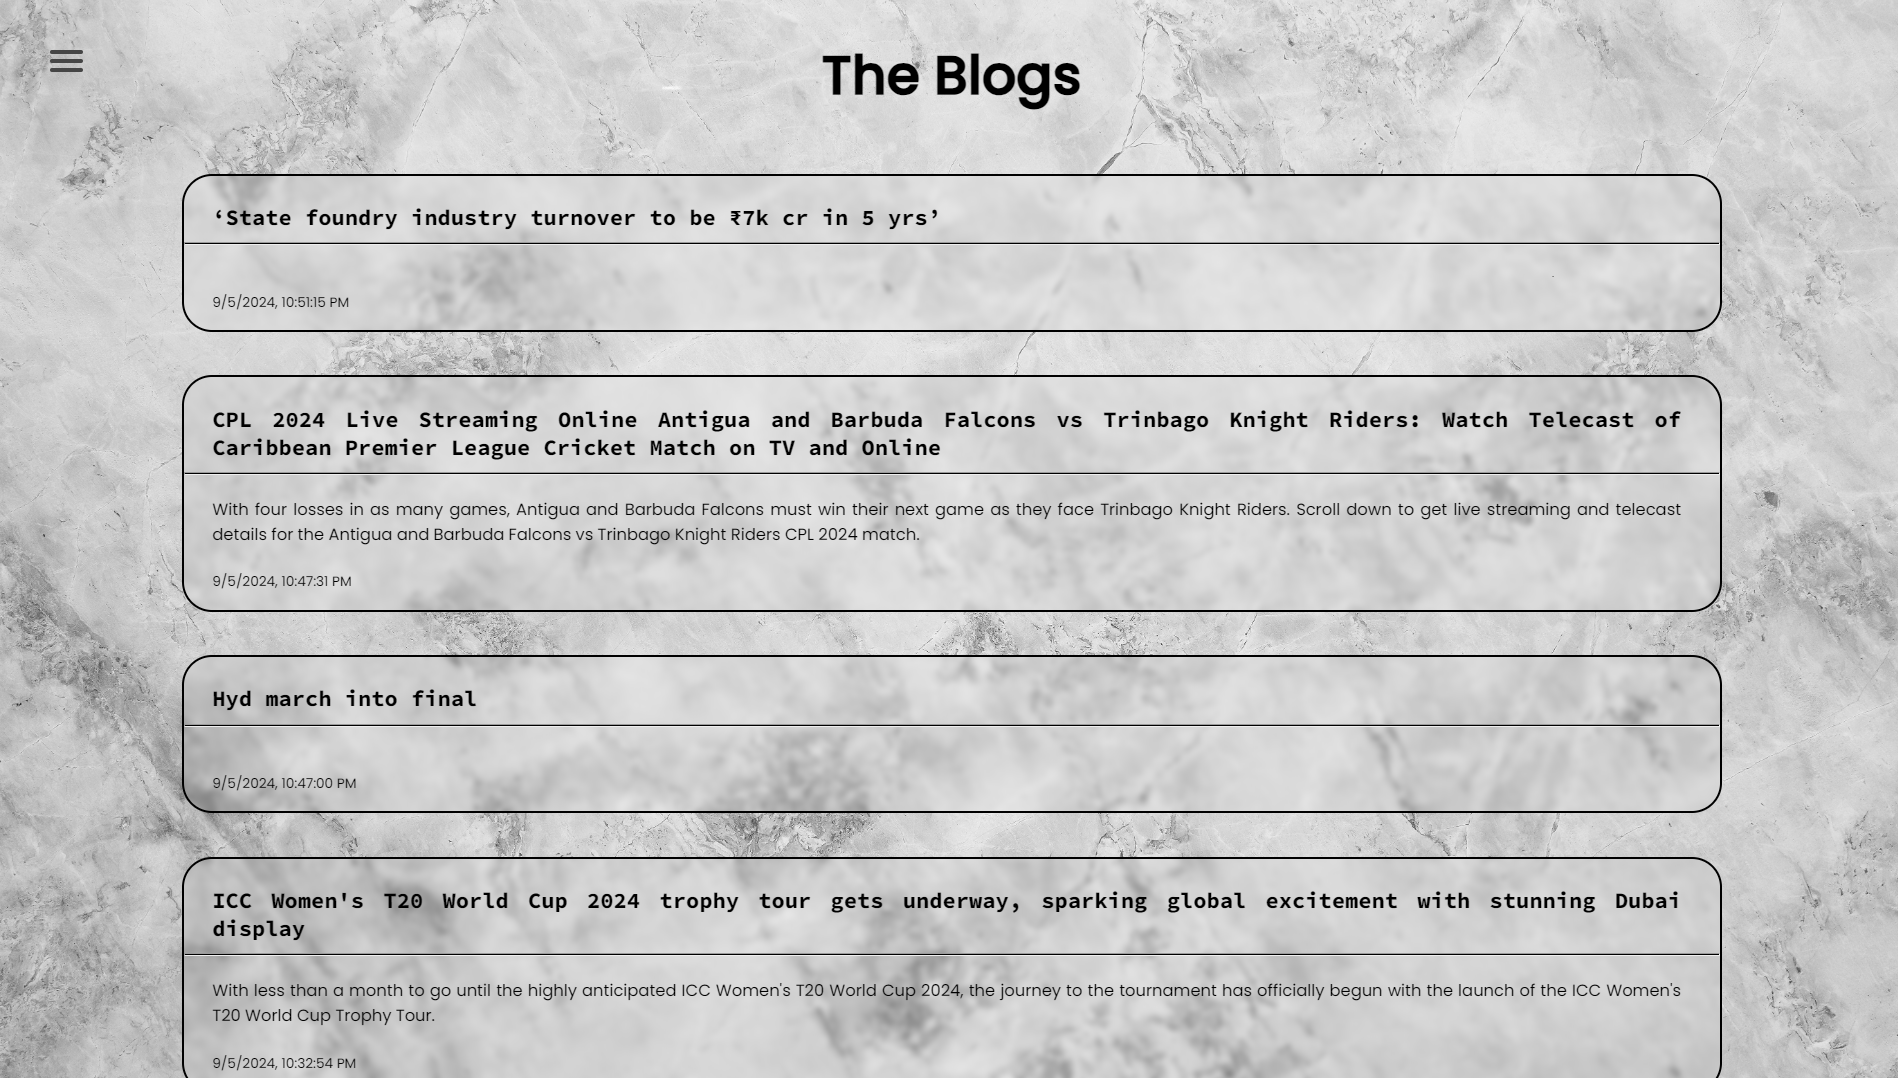 The Blogs
‘State foundry industry turnover to be ₹7k cr in 5 yrs’
9/5/2024, 10:51:15 PM
CPL 2024 Live Streaming Online Antigua and Barbuda Falcons vs Trinbago Knight Riders: Watch Telecast of
Caribbean Premier League Cricket Match on TV and Online
With four losses in as many games, Antigua and Barbuda Falcons must win their next game as they face Trinbago Knight Riders. Scroll down to get live streaming and telecast
details for the Antigua and Barbuda Falcons vs Trinbago Knight Riders CPL 2024 match.
9/5/2024, 10:47:31 PM
Hyd march into final
9/5/2024, 10:47:00 PM
ICC Women's T20 World Cup 2024 trophy tour gets underway, sparking global excitement with stunning Dubai
display
With less than a month to go until the highly anticipated ICC Women's T20 World Cup 2024, the journey to the tournament has officially begun with the launch of the ICC Women's
T20 World Cup Trophy Tour.
9/5/2024, 10:32:54 PM